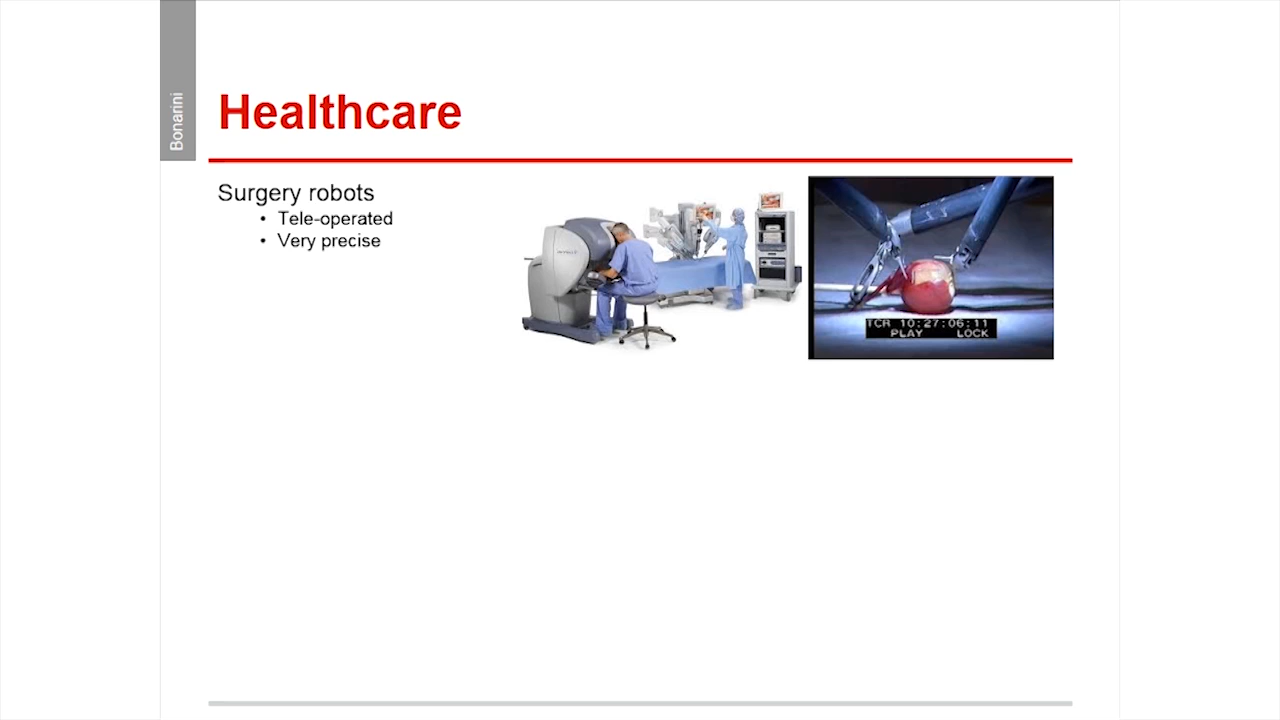 Bonarini
Healthcare
Surgery robots
• Tele-operated
• Very precise
TCR 10:27:06:11
PLAY LOCK